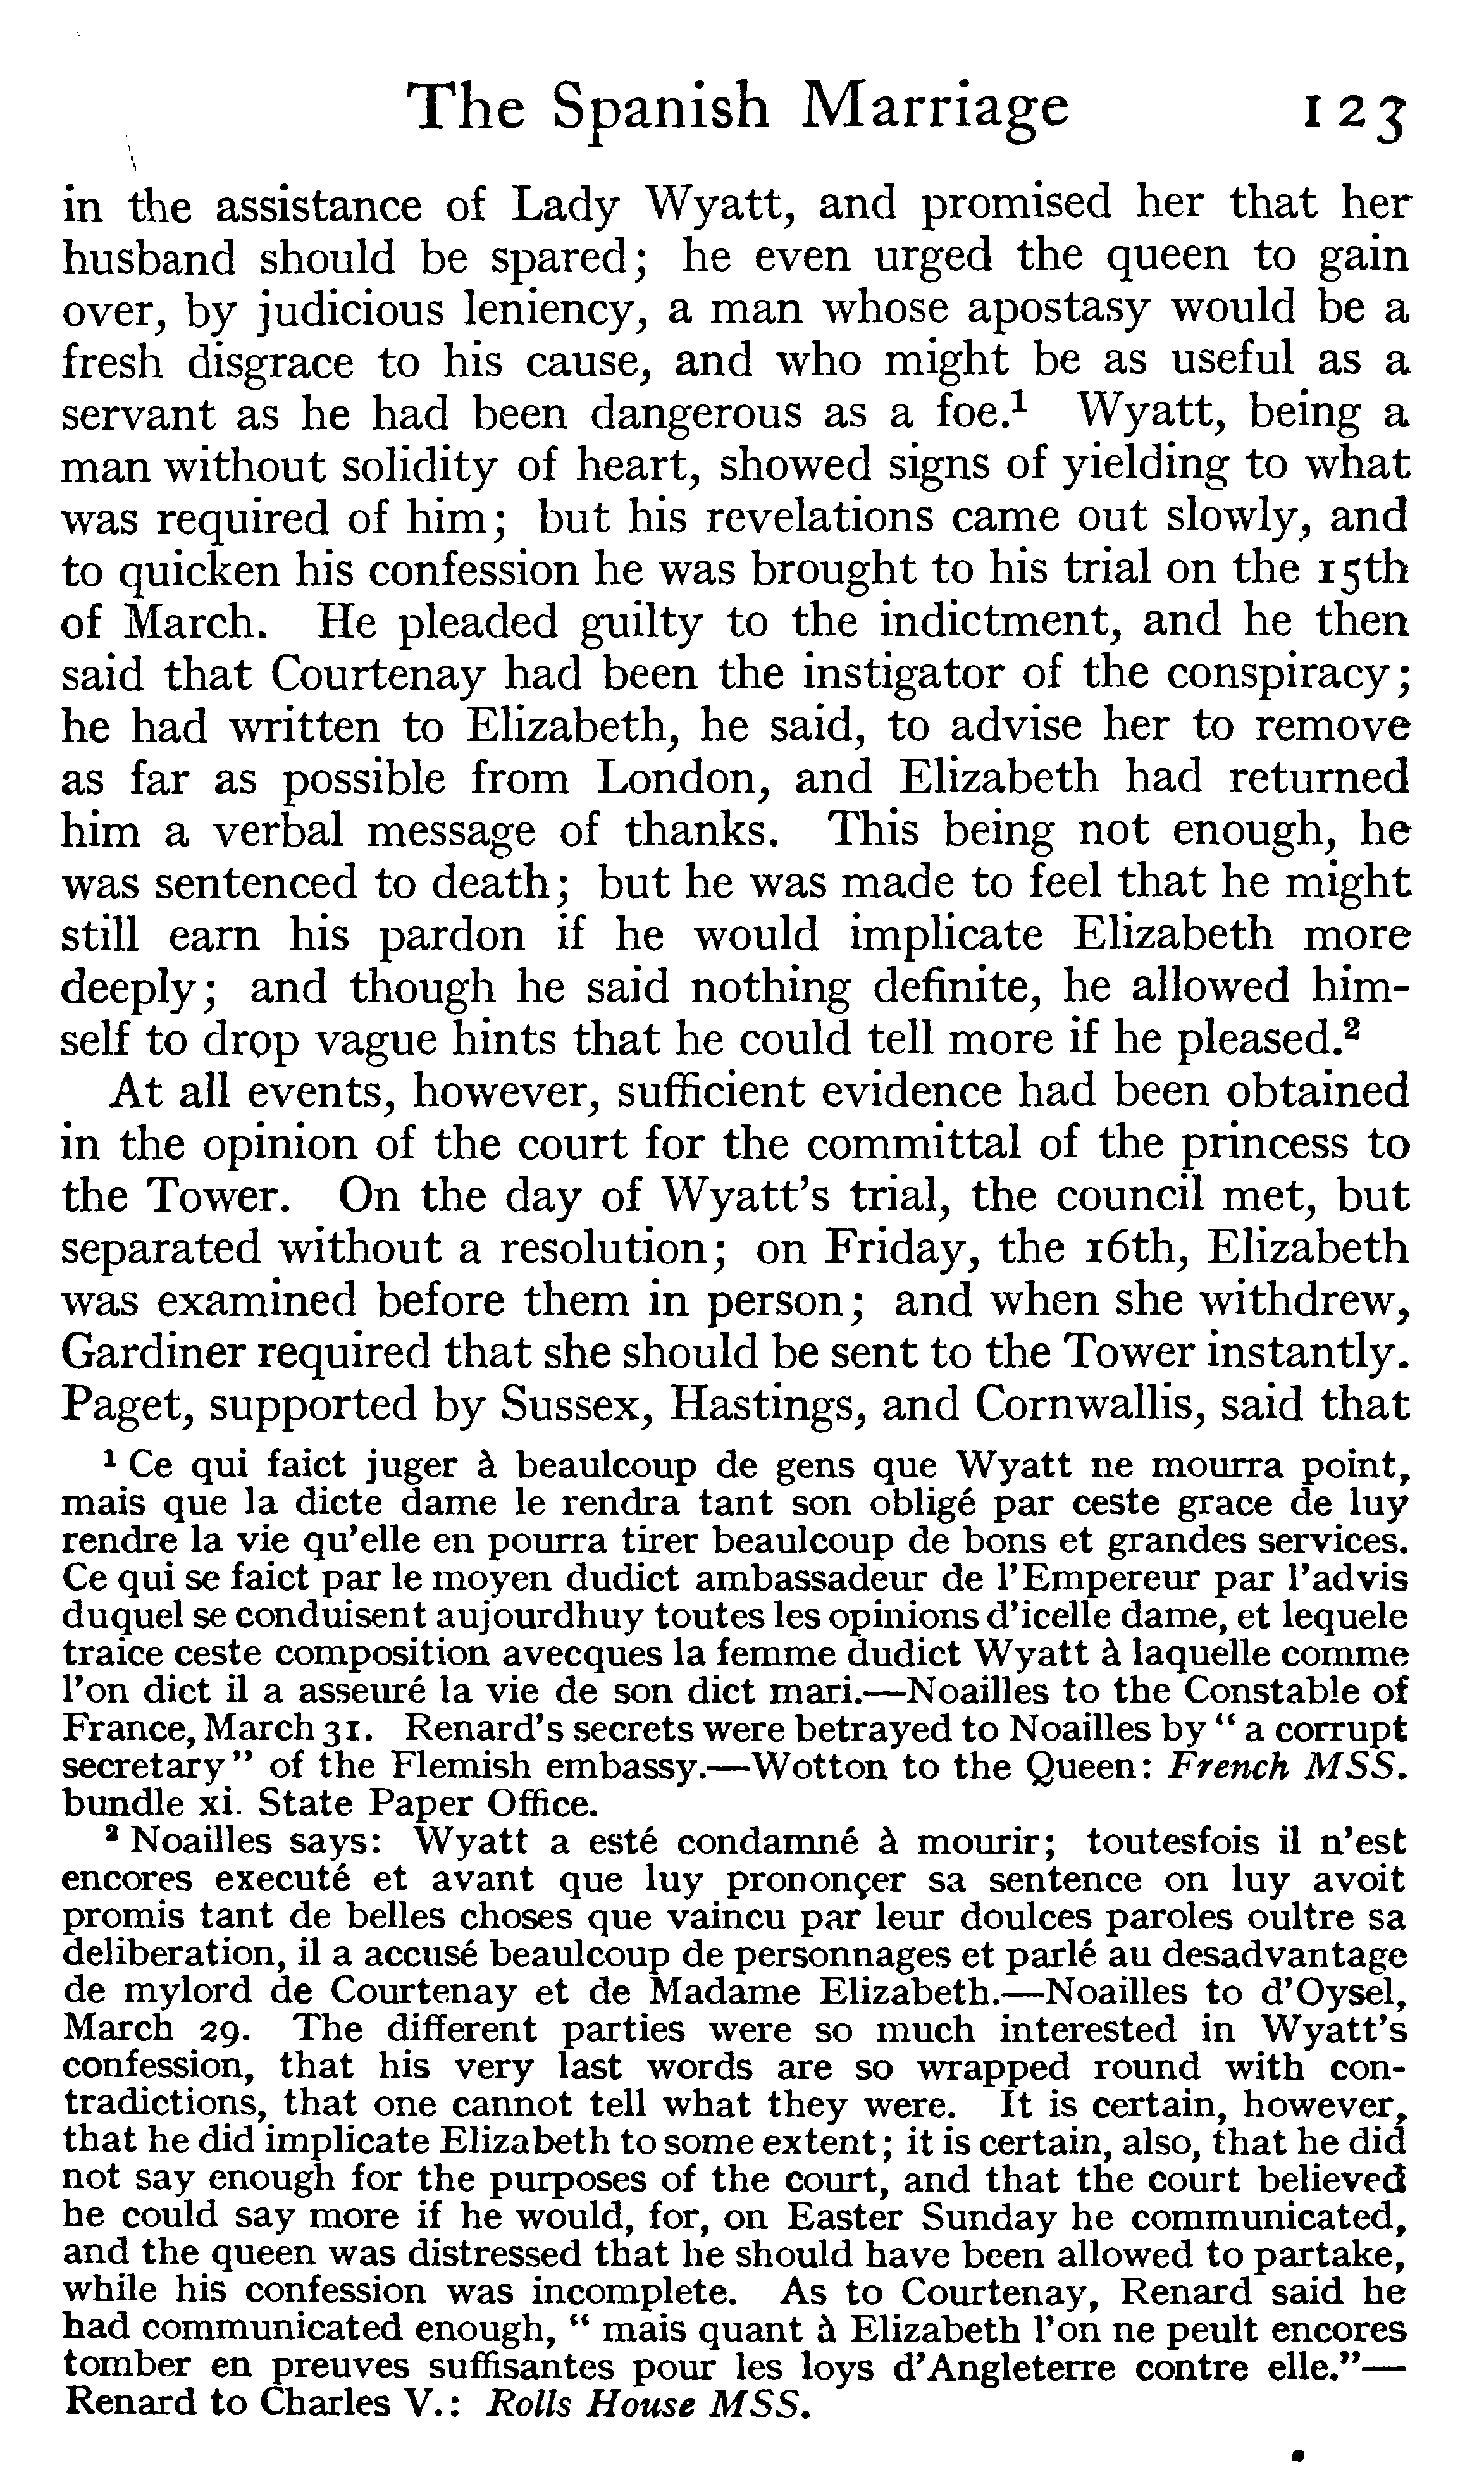 The Spanish Marriage 123
in the assistance of Lady Wyatt, and promised her that her
husband should be spared; he even urged the queen to gain
over, by judicious leniency, a man whose apostasy would be a
fresh disgrace to his cause, and who might be as useful as a
servant as he had been dangerous as a foe.¹ Wyatt, being a
man without solidity of heart, showed signs of yielding to what
was required of him; but his revelations came out slowly, and
to quicken his confession he was brought to his trial on the 15th
of March. He pleaded guilty to the indictment, and he then
said that Courtenay had been the instigator of the conspiracy;
he had written to Elizabeth, he said, to advise her to remove
as far as possible from London, and Elizabeth had returned
him a verbal message of thanks. This being not enough, he
was sentenced to death; but he was made to feel that he might
still earn his pardon if he would implicate Elizabeth more
deeply; and though he said nothing definite, he allowed him-
self to drop vague hints that he could tell more if he pleased.²
At all events, however, sufficient evidence had been obtained
in the opinion of the court for the committal of the princess to
the Tower. On the day of Wyatt's trial, the council met, but
separated without a resolution; on Friday, the 16th, Elizabeth
was examined before them in person; and when she withdrew,
Gardiner required that she should be sent to the Tower instantly.
Paget, supported by Sussex, Hastings, and Cornwallis, said that
¹ Ce qui faict juger à beaulcoup de gens que Wyatt ne mourra point,
mais que la dicte dame le rendra tant son obligé par ceste grace de luy
rendre la vie qu'elle en pourra tirer beaulcoup de bons et grandes services.
Ce qui se faict par le moyen dudict ambassadeur de l'Empereur par l'advis
duquel se conduisent aujourdhuy toutes les opinions d'icelle dame, et lequele
traice ceste composition avecques la femme dudict Wyatt à laquelle comme
l'on dict il a asseuré la vie de son dict mari.—Noailles to the Constable of
France, March 31. Renard's secrets were betrayed to Noailles by " a corrupt
secretary" of the Flemish embassy.—Wotton to the Queen: French MSS.
bundle xi. State Paper Office.
² Noailles says: Wyatt a esté condamné à mourir; toutesfois il n'est
encores executé et avant que luy prononçer sa sentence on luy avoit
promis tant de belles choses que vaincu par leur doulces paroles oultre sa
deliberation, il a accusé beaulcoup de personnages et parlé au desadvantage
de mylord de Courtenay et de Madame Elizabeth.—Noailles to d'Oysel,
March 29. The different parties were so much interested in Wyatt's
confession, that his very last words are so wrapped round with con-
tradictions, that one cannot tell what they were. It is certain, however,
that he did implicate Elizabeth to some extent; it is certain, also, that he did
not say enough for the purposes of the court, and that the court believed
he could say more if he would, for, on Easter Sunday he communicated,
and the queen was distressed that he should have been allowed to partake,
while his confession was incomplete. As to Courtenay, Renard said he
had communicated enough, " mais quant à Elizabeth l'on ne peult encores
tomber en preuves suffisantes pour les loys d'Angleterre contre elle."—
Renard to Charles V.: Rolls House MSS.